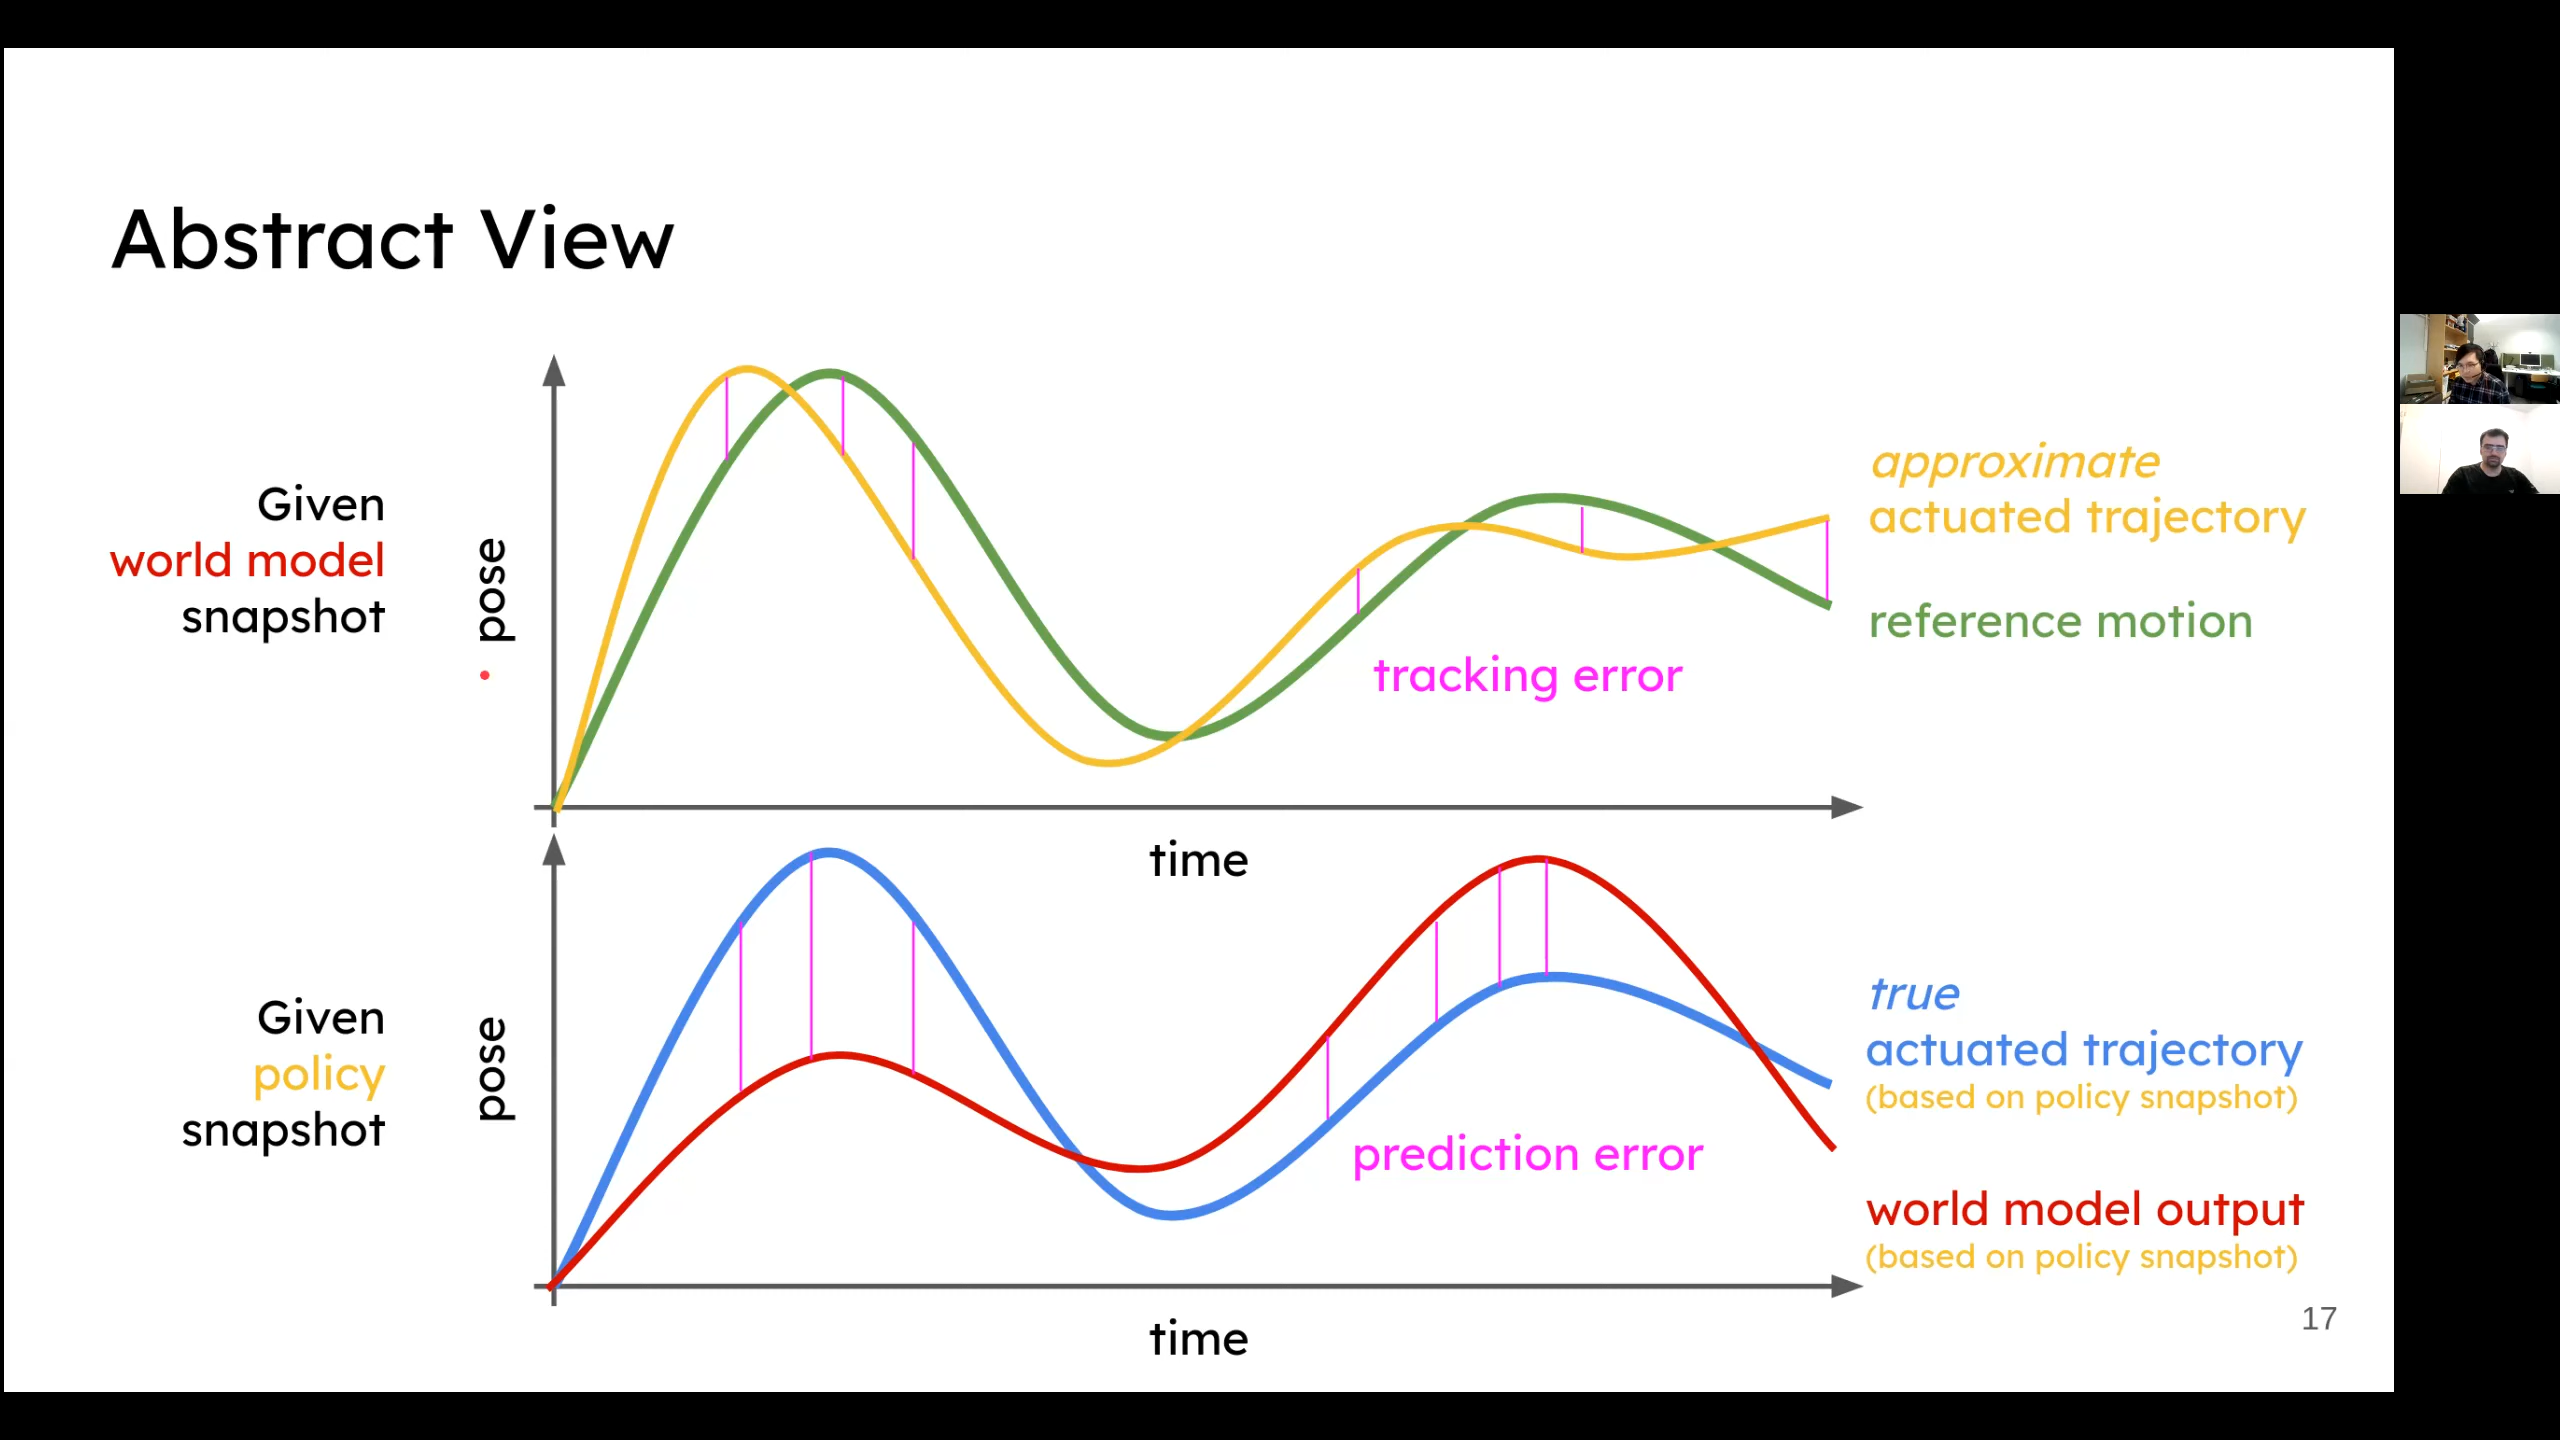 Abstract View
Given
world model
snapshot
pose
approximate
actuated trajectory
reference motion
tracking error
time
Given
policy
snapshot
pose
true
actuated trajectory
(based on policy snapshot)
prediction error
world model output
(based on policy snapshot)
time
17